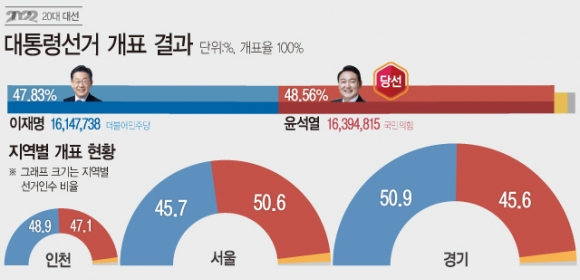 2022 20대 대선
대통령선거 개표 결과 단위:%, 개표율 100%
47.83% 48.56% 당선
이재명 16,147,738 더불어민주당 윤석열 16,394,815 국민의힘
지역별 개표 현황
※ 그래프 크기는 지역별
선거인수 비율
48.9 47.1
인천
45.7 50.6
서울
50.9 45.6
경기